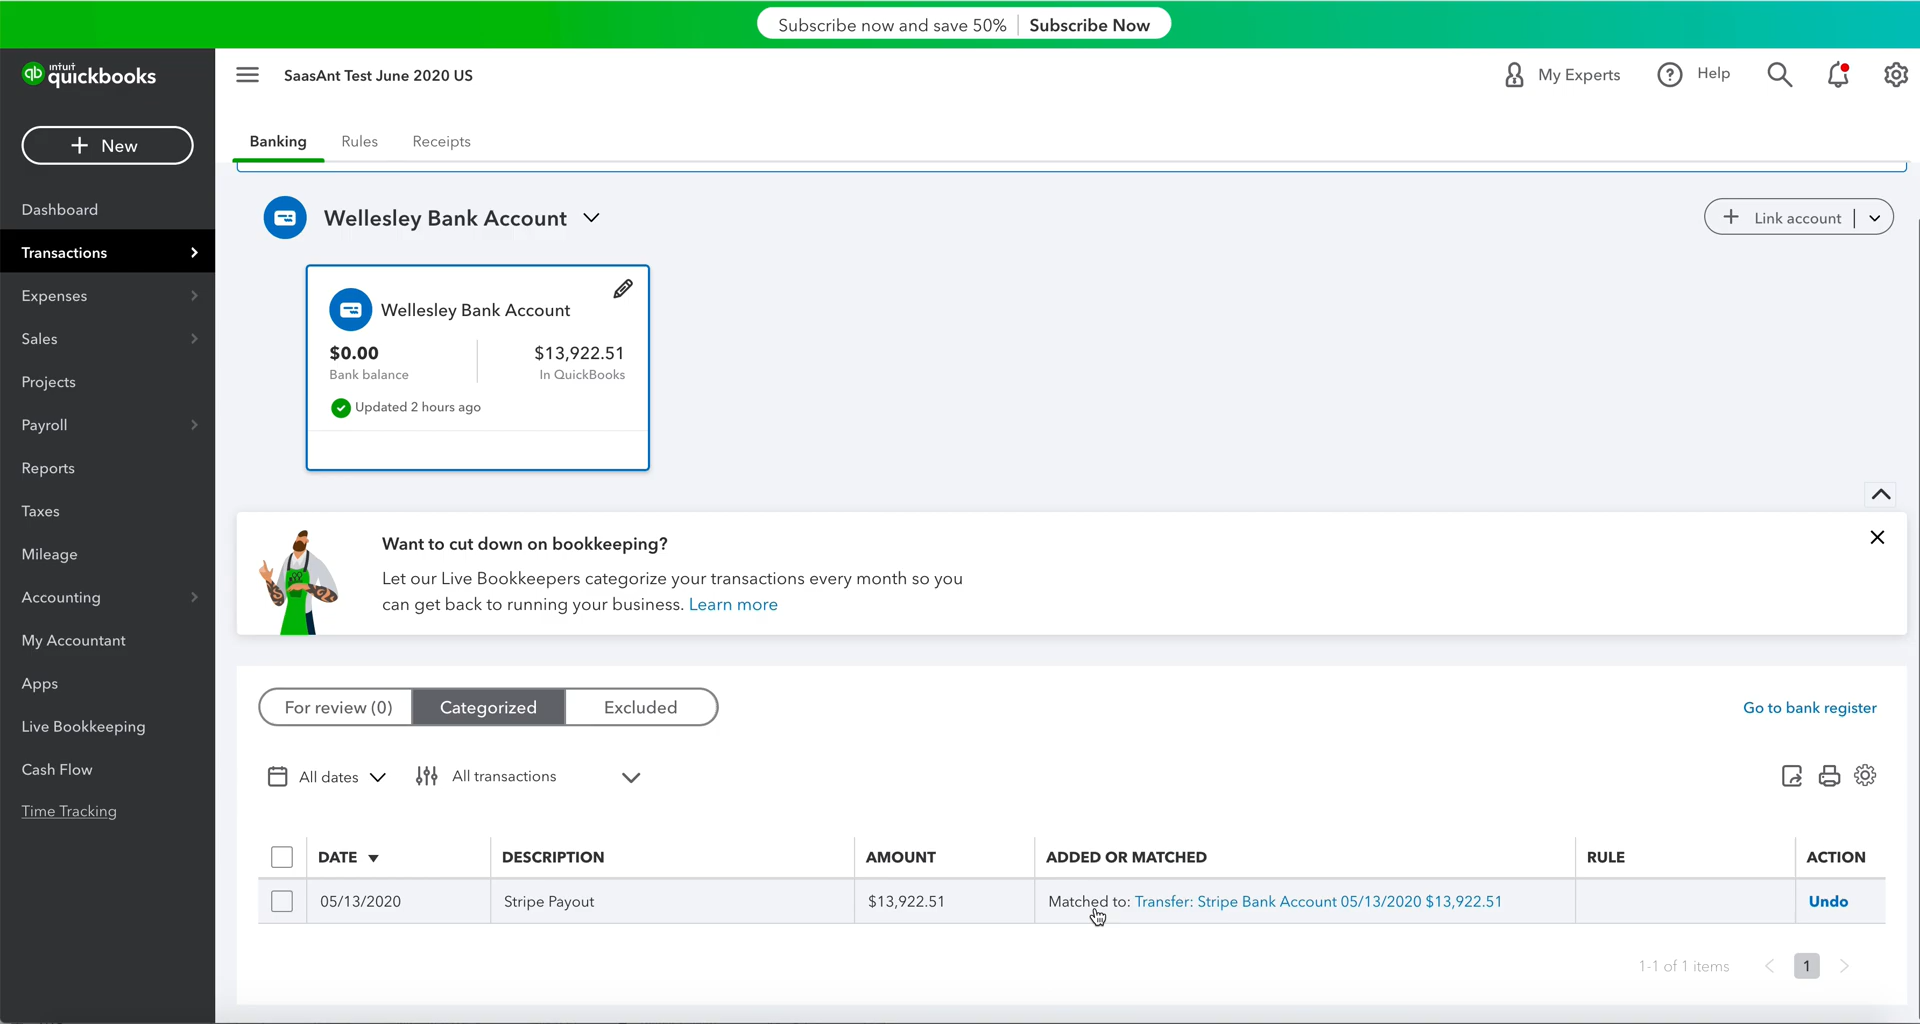 Subscribe now and save 50% Subscribe Now
intuit
quickbooks
SaasAnt Test June 2020 US
My Experts
Help
New
Banking
Rules
Receipts
Dashboard
Transactions
Expenses
Sales
Projects
Payroll
Reports
Taxes
Mileage
Accounting
My Accountant
Apps
Live Bookkeeping
Cash Flow
Time Tracking
Wellesley Bank Account
Link account
Wellesley Bank Account
$0.00
Bank balance
$13,922.51
In QuickBooks
Updated 2 hours ago
Want to cut down on bookkeeping?
Let our Live Bookkeepers categorize your transactions every month so you
can get back to running your business. Learn more
For review (0)
Categorized
Excluded
Go to bank register
All dates
All transactions
DATE DESCRIPTION AMOUNT ADDED OR MATCHED RULE ACTION
05/13/2020 Stripe Payout $13,922.51 Matched to: Transfer: Stripe Bank Account 05/13/2020 $13,922.51 Undo
1-1 of 1 items
1